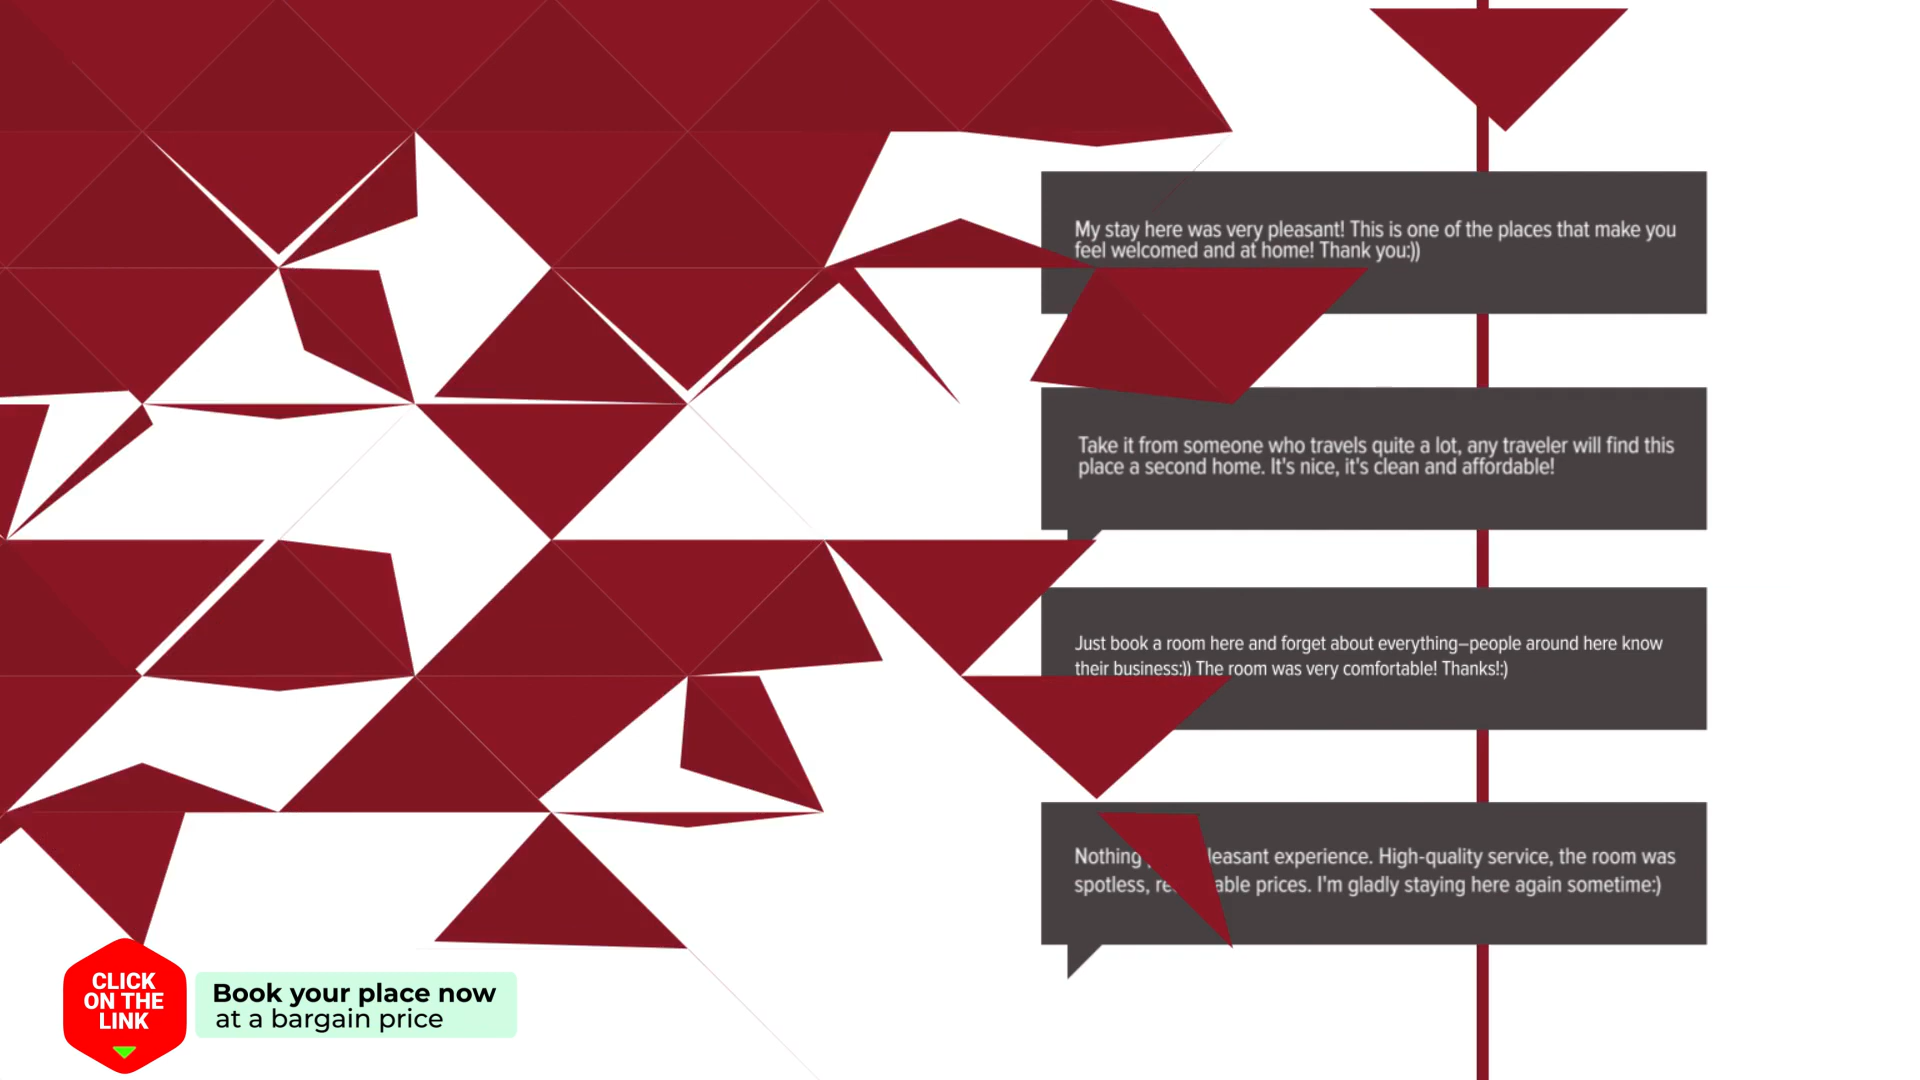 My stay here was very pleasant! This is one of the places that make you
feel welcomed and at home! Thank you:))
Take it from someone who travels quite a lot, any traveler will find this
place a second home. It's nice, it's clean and affordable!
Just book a room here and forget about everything–people around here know
their business:)) The room was very comfortable! Thanks!:)
Nothing experience. High-quality service, the room was
spotless, prices. I'm gladly staying here again sometime:)
CLICK
ON THE
LINK
Book your place now
at a bargain price